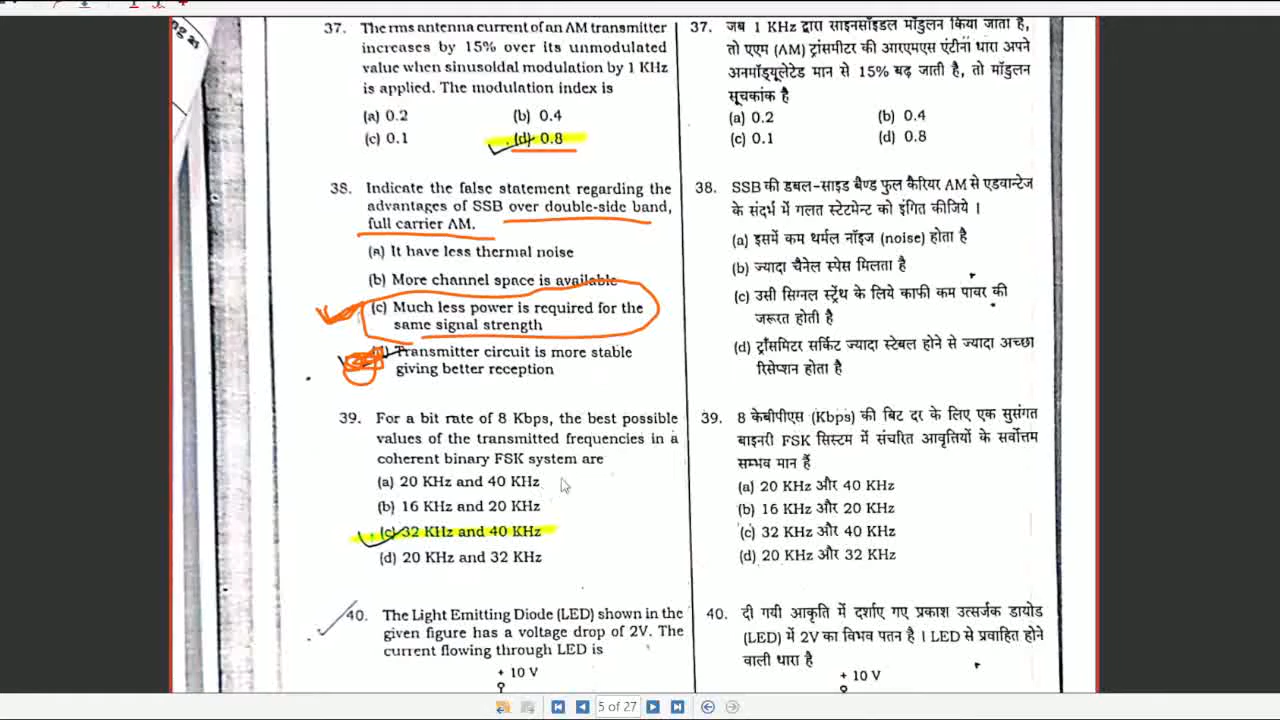 37. The rms antenna current of an AM transmitter
increases by 15% over its unmodulated
value when sinusoidal modulation by 1 KHz
is applied. The modulation index is
(a) 0.2 (b) 0.4
(c) 0.1 (d) 0.8
38. Indicate the false statement regarding the
advantages of SSB over double-side band,
full carrier AM.
(a) It have less thermal noise
(b) More channel space is available
(c) Much less power is required for the
same signal strength
Transmitter circuit is more stable
giving better reception
39. For a bit rate of 8 Kbps, the best possible
values of the transmitted frequencies in a
coherent binary FSK system are
(a) 20 KHz and 40 KHz
(b) 16 KHz and 20 KHz
(c) 32 KHz and 40 KHz
(d) 20 KHz and 32 KHz
40. The Light Emitting Diode (LED) shown in the
given figure has a voltage drop of 2V. The
current flowing through LED is
+ 10 V
37. जब 1 KHz द्वारा साइनसॉइडल मॉडुलन किया जाता है,
तो एएम (AM) ट्रांसमीटर की आरएमएस एंटीना धारा अपने
अनमॉड्यूलेटेड मान से 15% बढ़ जाती है, तो मॉडुलन
सूचकांक है
(a) 0.2 (b) 0.4
(c) 0.1 (d) 0.8
38. SSB की डबल-साइड बैण्ड फुल कैरियर AM से एडवान्टेज
के संदर्भ में गलत स्टेटमेन्ट को इंगित कीजिये ।
(a) इसमें कम थर्मल नॉइज (noise) होता है
(b) ज्यादा चैनेल स्पेस मिलता है
(c) उसी सिग्नल स्ट्रेंथ के लिये काफी कम पावर की
जरूरत होती है
(d) ट्राँसमिटर सर्किट ज्यादा स्टेबल होने से ज्यादा अच्छा
रिसेप्शन होता है
39. 8 केबीपीएस (Kbps) की बिट दर के लिए एक सुसंगत
बाइनरी FSK सिस्टम में संचरित आवृत्तियों के सर्वोत्तम
सम्भव मान हैं
(a) 20 KHz और 40 KHz
(b) 16 KHz और 20 KHz
(c) 32 KHz और 40 KHz
(d) 20 KHz और 32 KHz
40. दी गयी आकृति में दर्शाए गए प्रकाश उत्सर्जक डायोड
(LED) में 2V का विभव पतन है । LED से प्रवाहित होने
वाली धारा है
+ 10 V
5 of 27